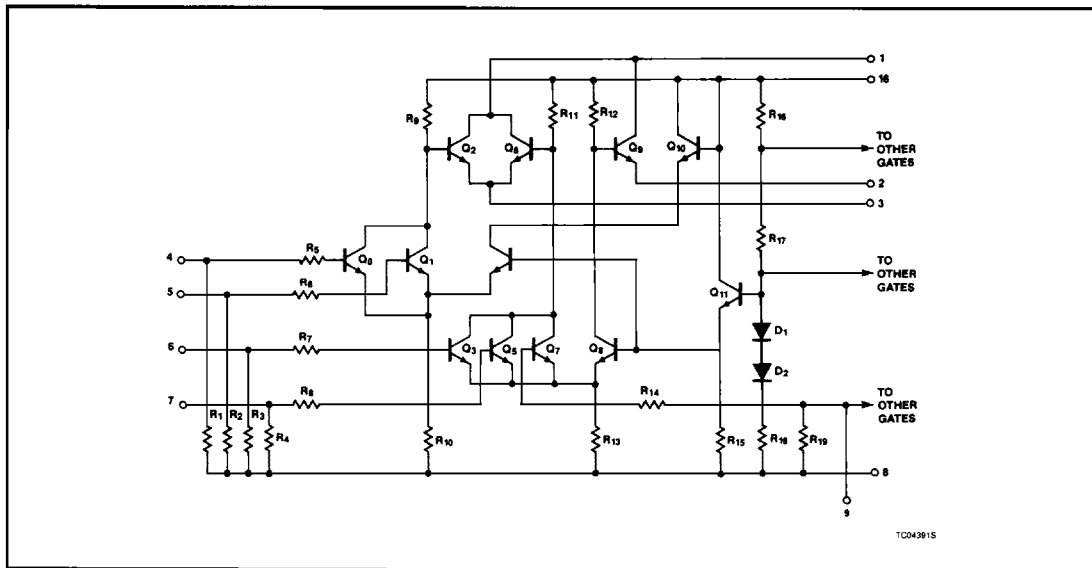 1
16
R9
R11
R12
R16
Q2
Q6
Q9
Q10
TO
OTHER
GATES
2
3
R17
4
R5
Q0
Q1
TO
OTHER
GATES
5
R6
Q11
D1
6
R7
Q3
Q5
Q7
Q8
D2
7
R8
R14
TO
OTHER
GATES
R1
R2
R3
R4
R10
R13
R15
R18
R19
8
9
TC04391S